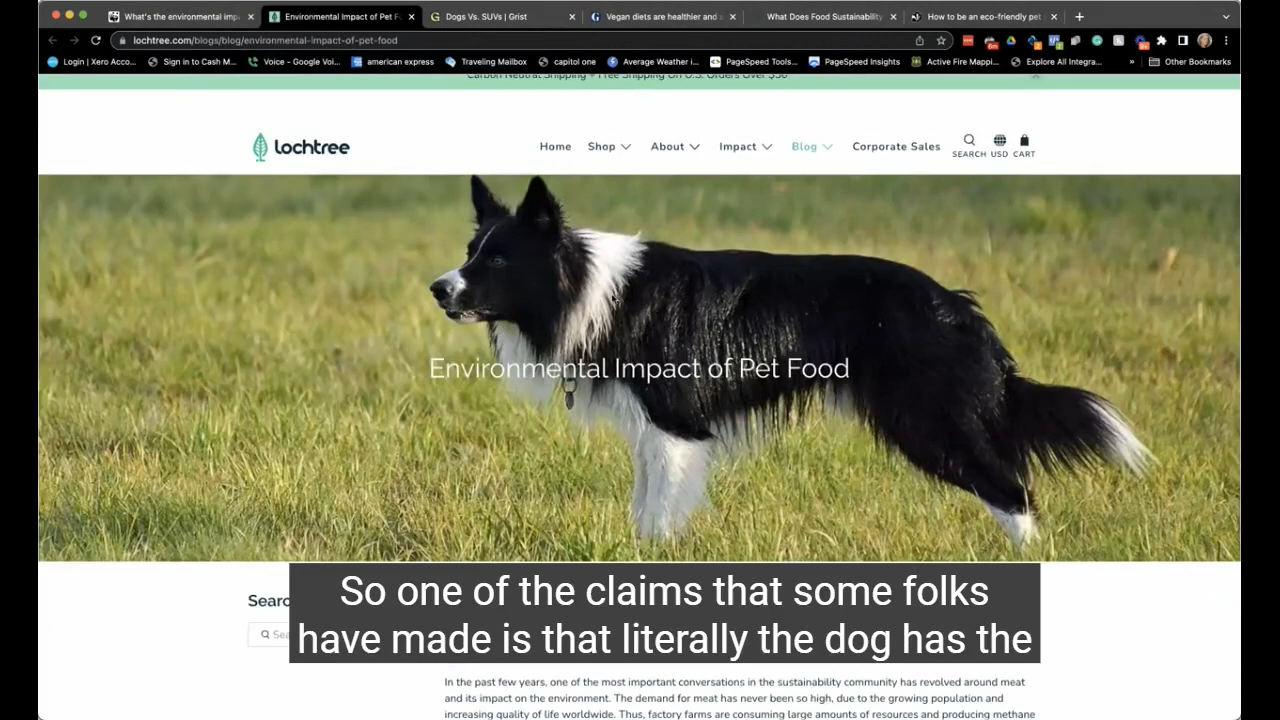 What's the environmental imp
Environmental Impact of Pet F
Dogs Vs. SUVs | Grist
Vegan diets are healthier and
What Does Food Sustainability
How to be an eco-friendly pet
lochtree.com/blogs/blog/environmental-impact-of-pet-food
Login | Xero Acco...
Sign in to Cash M...
Voice - Google Voi...
american express
Traveling Mailbox
capitol one
Average Weather i...
PageSpeed Tools...
PageSpeed Insights
Active Fire Mappi...
Explore All Integra...
Other Bookmarks
Carbon Neutral Shipping + Free Shipping On U.S. Orders Over $50
lochtree
Home Shop About Impact Blog Corporate Sales
SEARCH USD CART
Environmental Impact of Pet Food
Searc
Sea
So one of the claims that some folks
have made is that literally the dog has the
In the past few years, one of the most important conversations in the sustainability community has revolved around meat
and its impact on the environment. The demand for meat has never been so high, due to the growing population and
increasing quality of life worldwide. Thus, factory farms are consuming large amounts of resources and producing methane